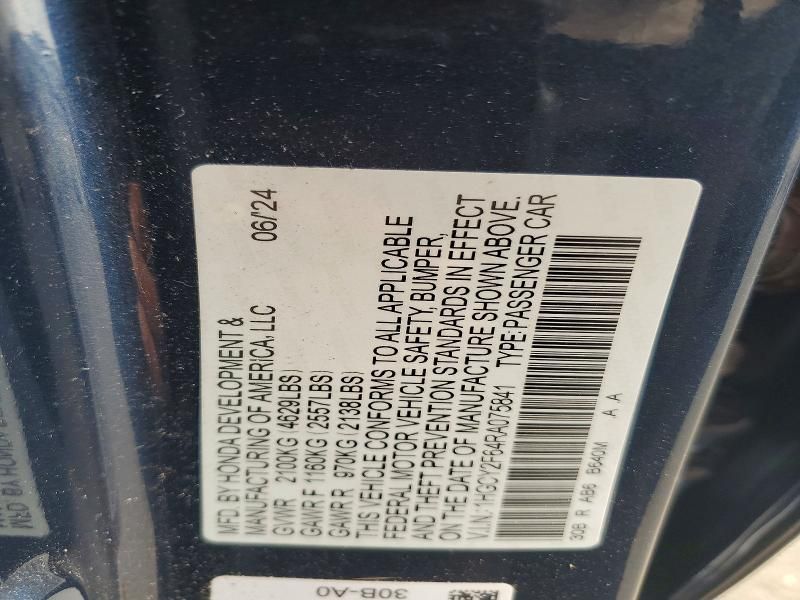 MFD. BY HONDA DEVELOPMENT &
MANUFACTURING OF AMERICA, LLC 06/'24
GVWR 2100KG (4629LBS)
GAWR F 1160KG (2557LBS)
GAWR R 970KG (2138LBS)
THIS VEHICLE CONFORMS TO ALL APPLICABLE
FEDERAL MOTOR VEHICLE SAFETY, BUMPER,
AND THEFT PREVENTION STANDARDS IN EFFECT
ON THE DATE OF MANUFACTURE SHOWN ABOVE.
V.I.N.:1HGCY2F64RA075841 TYPE:PASSENGER CAR
30B R AB6 B640M A A
30B-A0